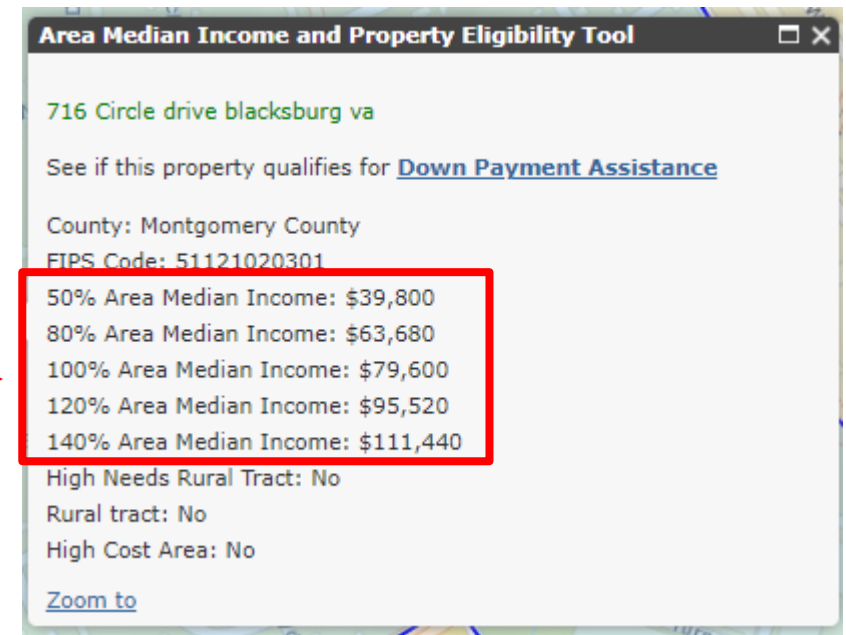 Area Median Income and Property Eligibility Tool
716 Circle drive blacksburg va
See if this property qualifies for Down Payment Assistance
County: Montgomery County
FIPS Code: 51121020301
50% Area Median Income: $39,800
80% Area Median Income: $63,680
100% Area Median Income: $79,600
120% Area Median Income: $95,520
140% Area Median Income: $111,440
High Needs Rural Tract: No
Rural tract: No
High Cost Area: No
Zoom to